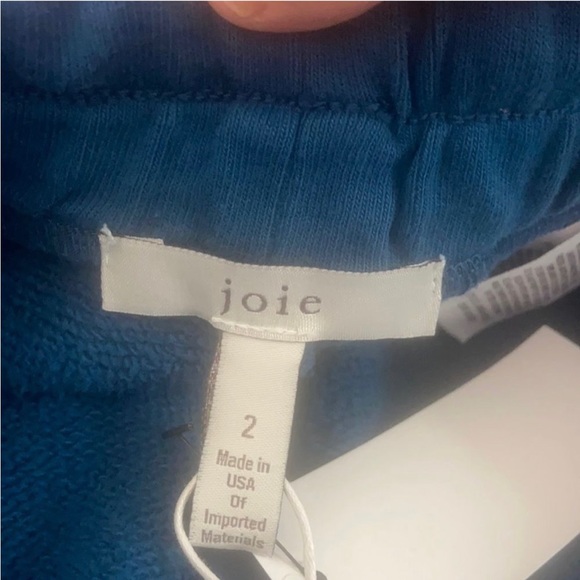 joie
2
Made in
USA
Of
Imported
Materials